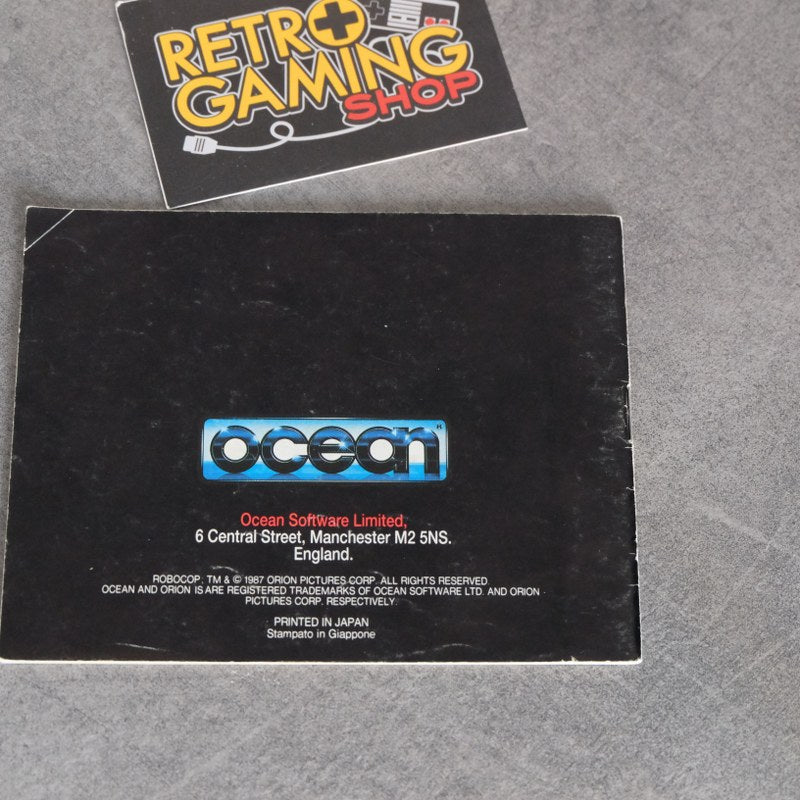 RETRO
GAMING
SHOP
ocean
Ocean Software Limited,
6 Central Street, Manchester M2 5NS.
England.
ROBOCOP. TM & © 1987 ORION PICTURES CORP. ALL RIGHTS RESERVED
OCEAN AND ORION IS ARE REGISTERED TRADEMARKS OF OCEAN SOFTWARE LTD. AND ORION
PICTURES CORP. RESPECTIVELY.
PRINTED IN JAPAN
Stampato in Giappone